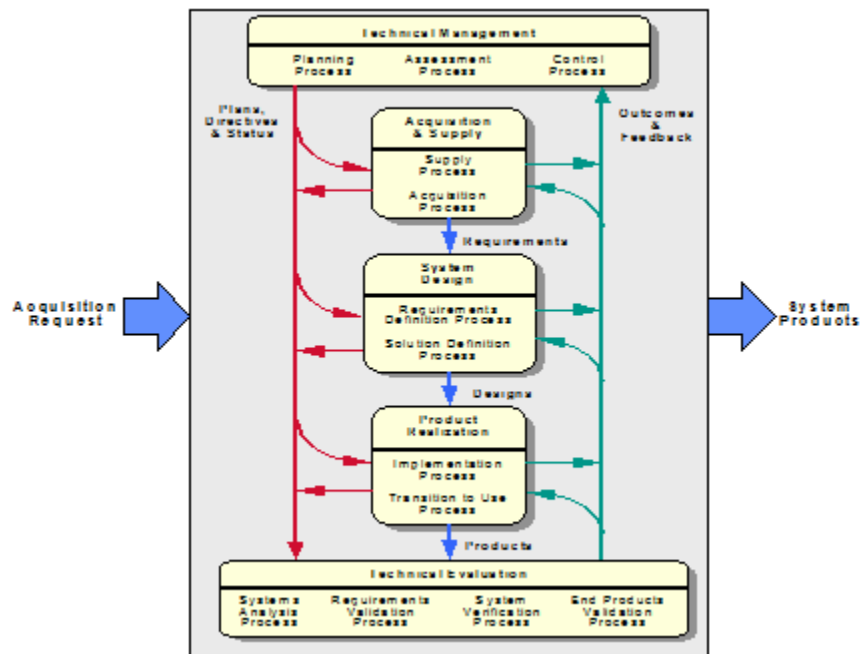 Technical Management
Planning
Process
Assessment
Process
Control
Process
Plans,
Directives
& Status
Outcomes
&
Feedback
Acquisition
& Supply
Supply
Process
Acquisition
Process
Requirements
System
Design
Requirements
Definition Process
Solution Definition
Process
Acquisition
Request
System
Products
Designs
Product
Realization
Implementation
Process
Transition to Use
Process
Products
Technical Evaluation
Systems
Analysis
Process
Requirements
Validation
Process
System
Verification
Process
End Products
Validation
Process